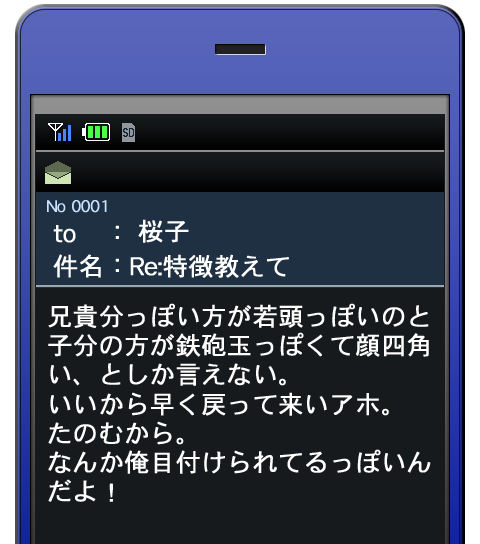 SD
No 0001
to : 桜子
件名：Re:特徴教えて
兄貴分っぽい方が若頭っぽいのと
子分の方が鉄砲玉っぽくて顔四角
い、としか言えない。
いいから早く戻って来いアホ。
たのむから。
なんか俺目付けられてるっぽいん
だよ！